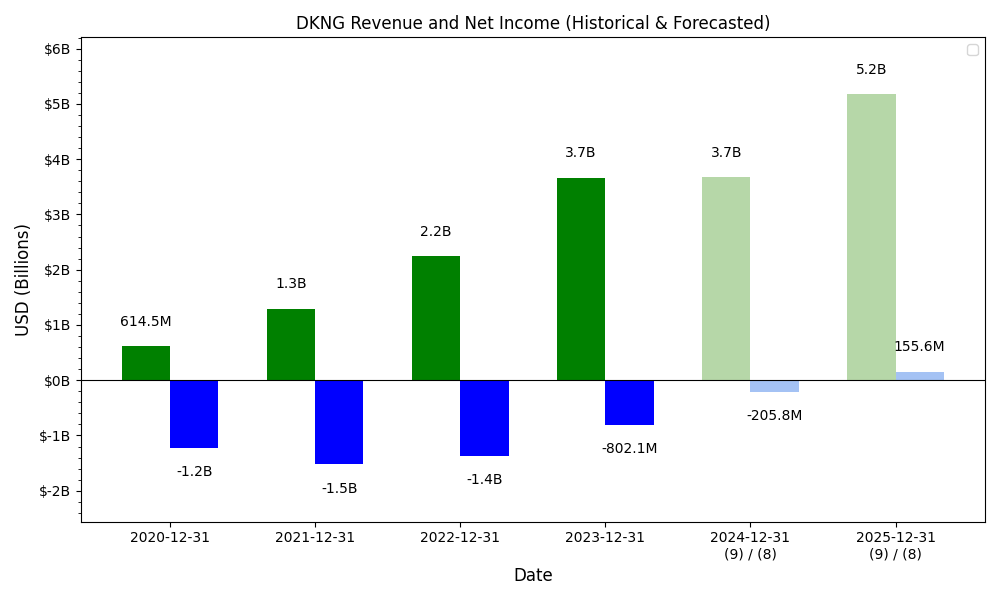 DKNG Revenue and Net Income (Historical & Forecasted)
USD (Billions)
$6B
$5B
$4B
$3B
$2B
$1B
$0B
$-1B
$-2B
614.5M
1.3B
2.2B
3.7B
3.7B
5.2B
-1.2B
-1.5B
-1.4B
-802.1M
-205.8M
155.6M
2020-12-31
2021-12-31
2022-12-31
2023-12-31
2024-12-31
(9) / (8)
2025-12-31
(9) / (8)
Date